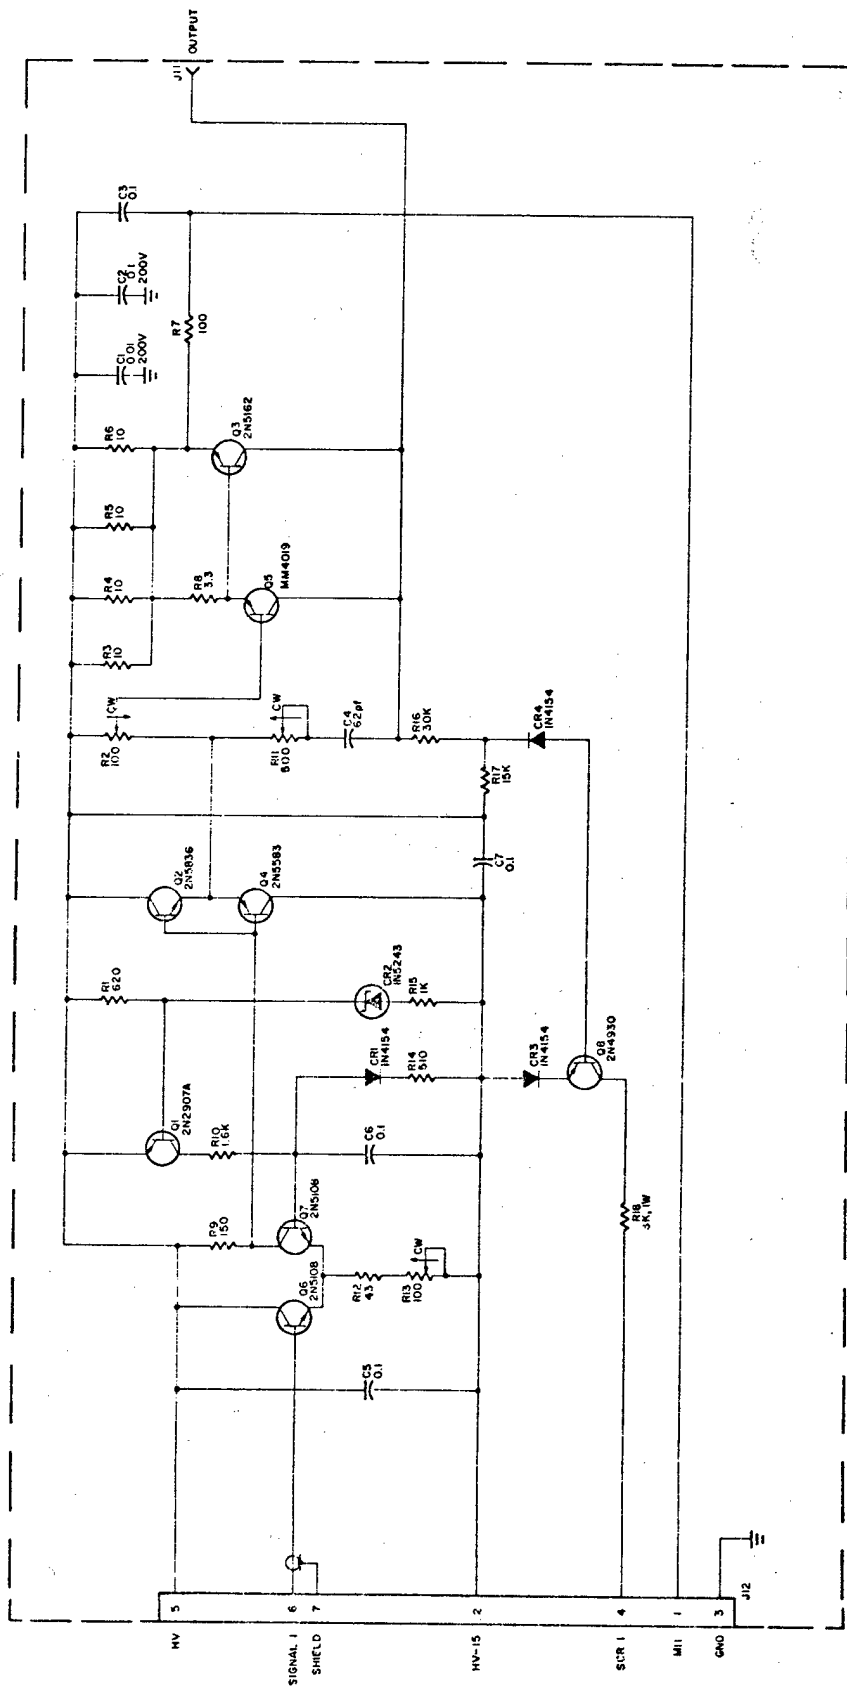 J11 OUTPUT
C3
0.1
C2
0.1
200V
C1
0.01
200V
R7
100
R6
10
Q3
2N5162
R5
10
R4
10
R8
3.3
Q5
MM4019
R3
10
CW
R2
100
CW
R11
500
C4
62pf
R16
30K
CR4
1N4154
R17
15K
C7
0.1
Q2
2N5836
Q4
2N5583
R1
620
CR2
1N5243
R15
1K
CR1
1N4154
R14
510
CR3
1N4154
Q8
2N4930
Q1
2N2907A
R10
1.6K
C6
0.1
R9
150
Q7
2N5108
Q6
2N5108
R12
43
R13
100
CW
R18
3K, 1W
C5
0.1
HV 5
SIGNAL 1 6
SHIELD 7
HV-15 2
SCR 1 4
M11 1
GND 3
J12